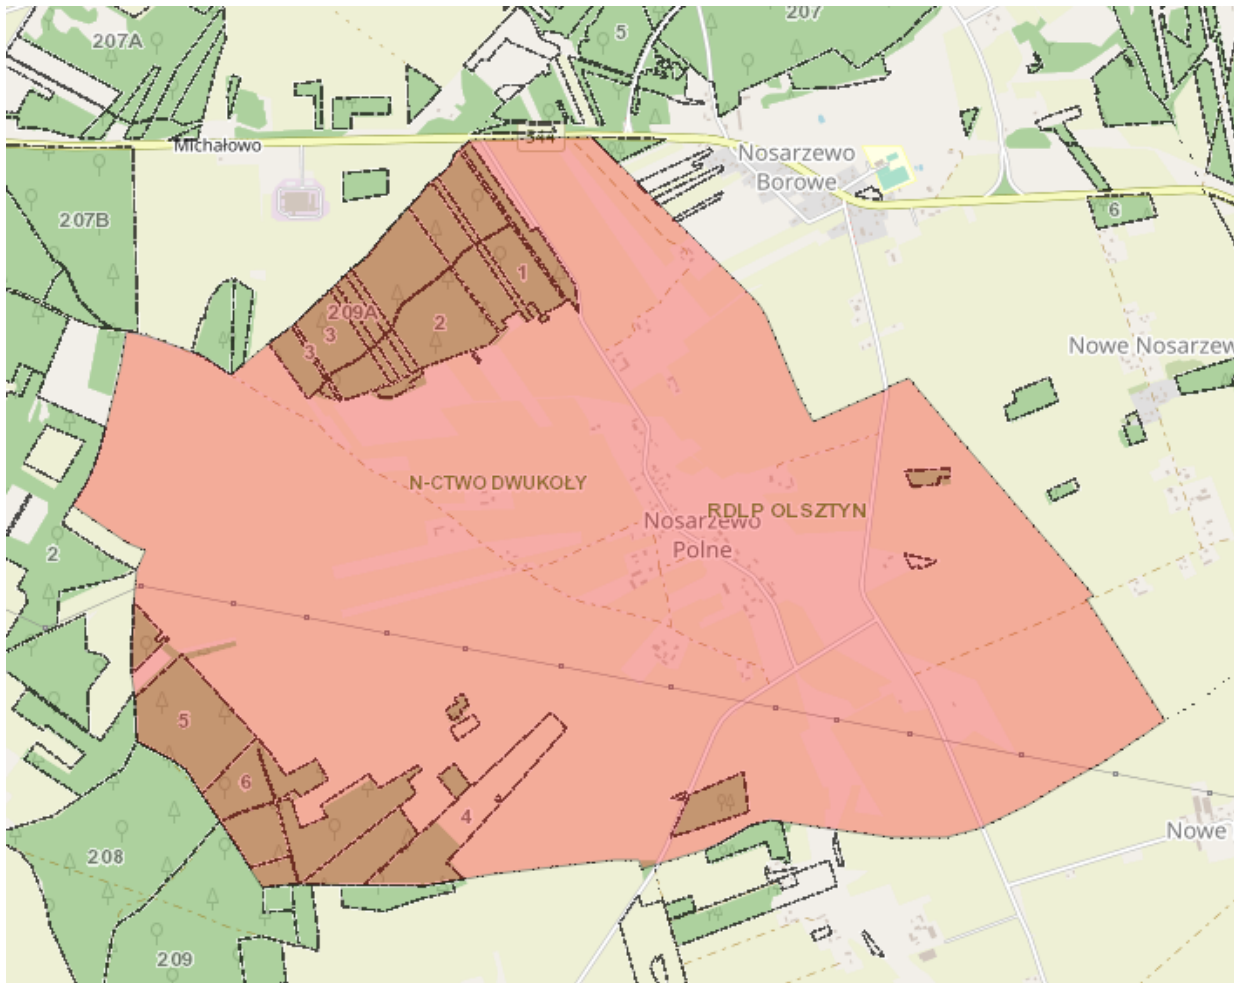 207A
5
207
544
Michałowo
Nosarzewo
Borowe
207B
6
1
209A
2
3
3
Nowe Nosarzew
N-CTWO DWUKOŁY
RDLP OLSZTYN
Nosarzewo
Polne
2
5
6
4
Nowe
208
209